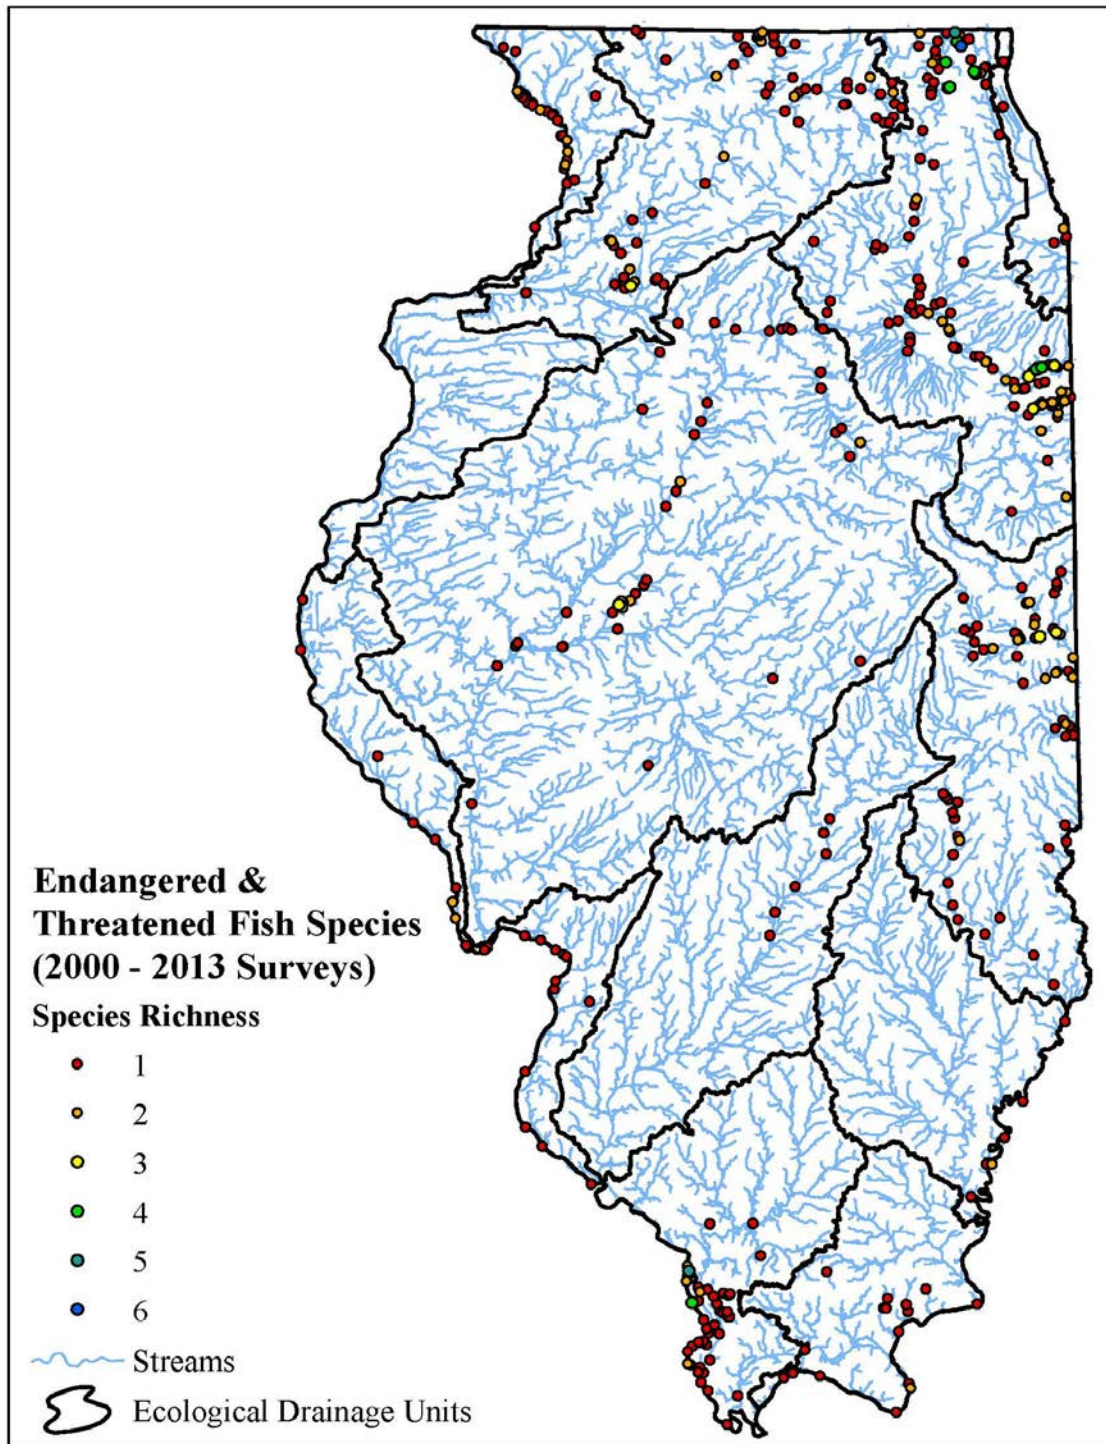 Endangered &
Threatened Fish Species
(2000 - 2013 Surveys)
Species Richness
1
2
3
4
5
6
Streams
Ecological Drainage Units